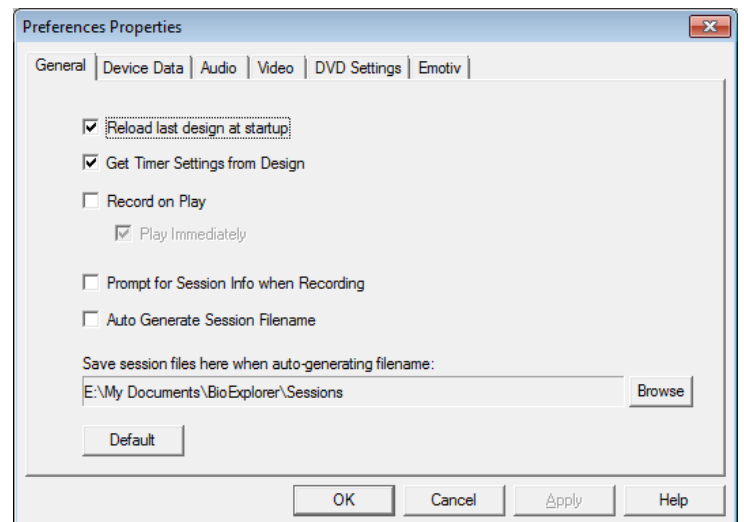 Preferences Properties
General Device Data Audio Video DVD Settings Emotiv
Reload last design at startup
Get Timer Settings from Design
Record on Play
Play Immediately
Prompt for Session Info when Recording
Auto Generate Session Filename
Save session files here when auto-generating filename:
E:\My Documents\BioExplorer\Sessions Browse
Default
OK Cancel Apply Help